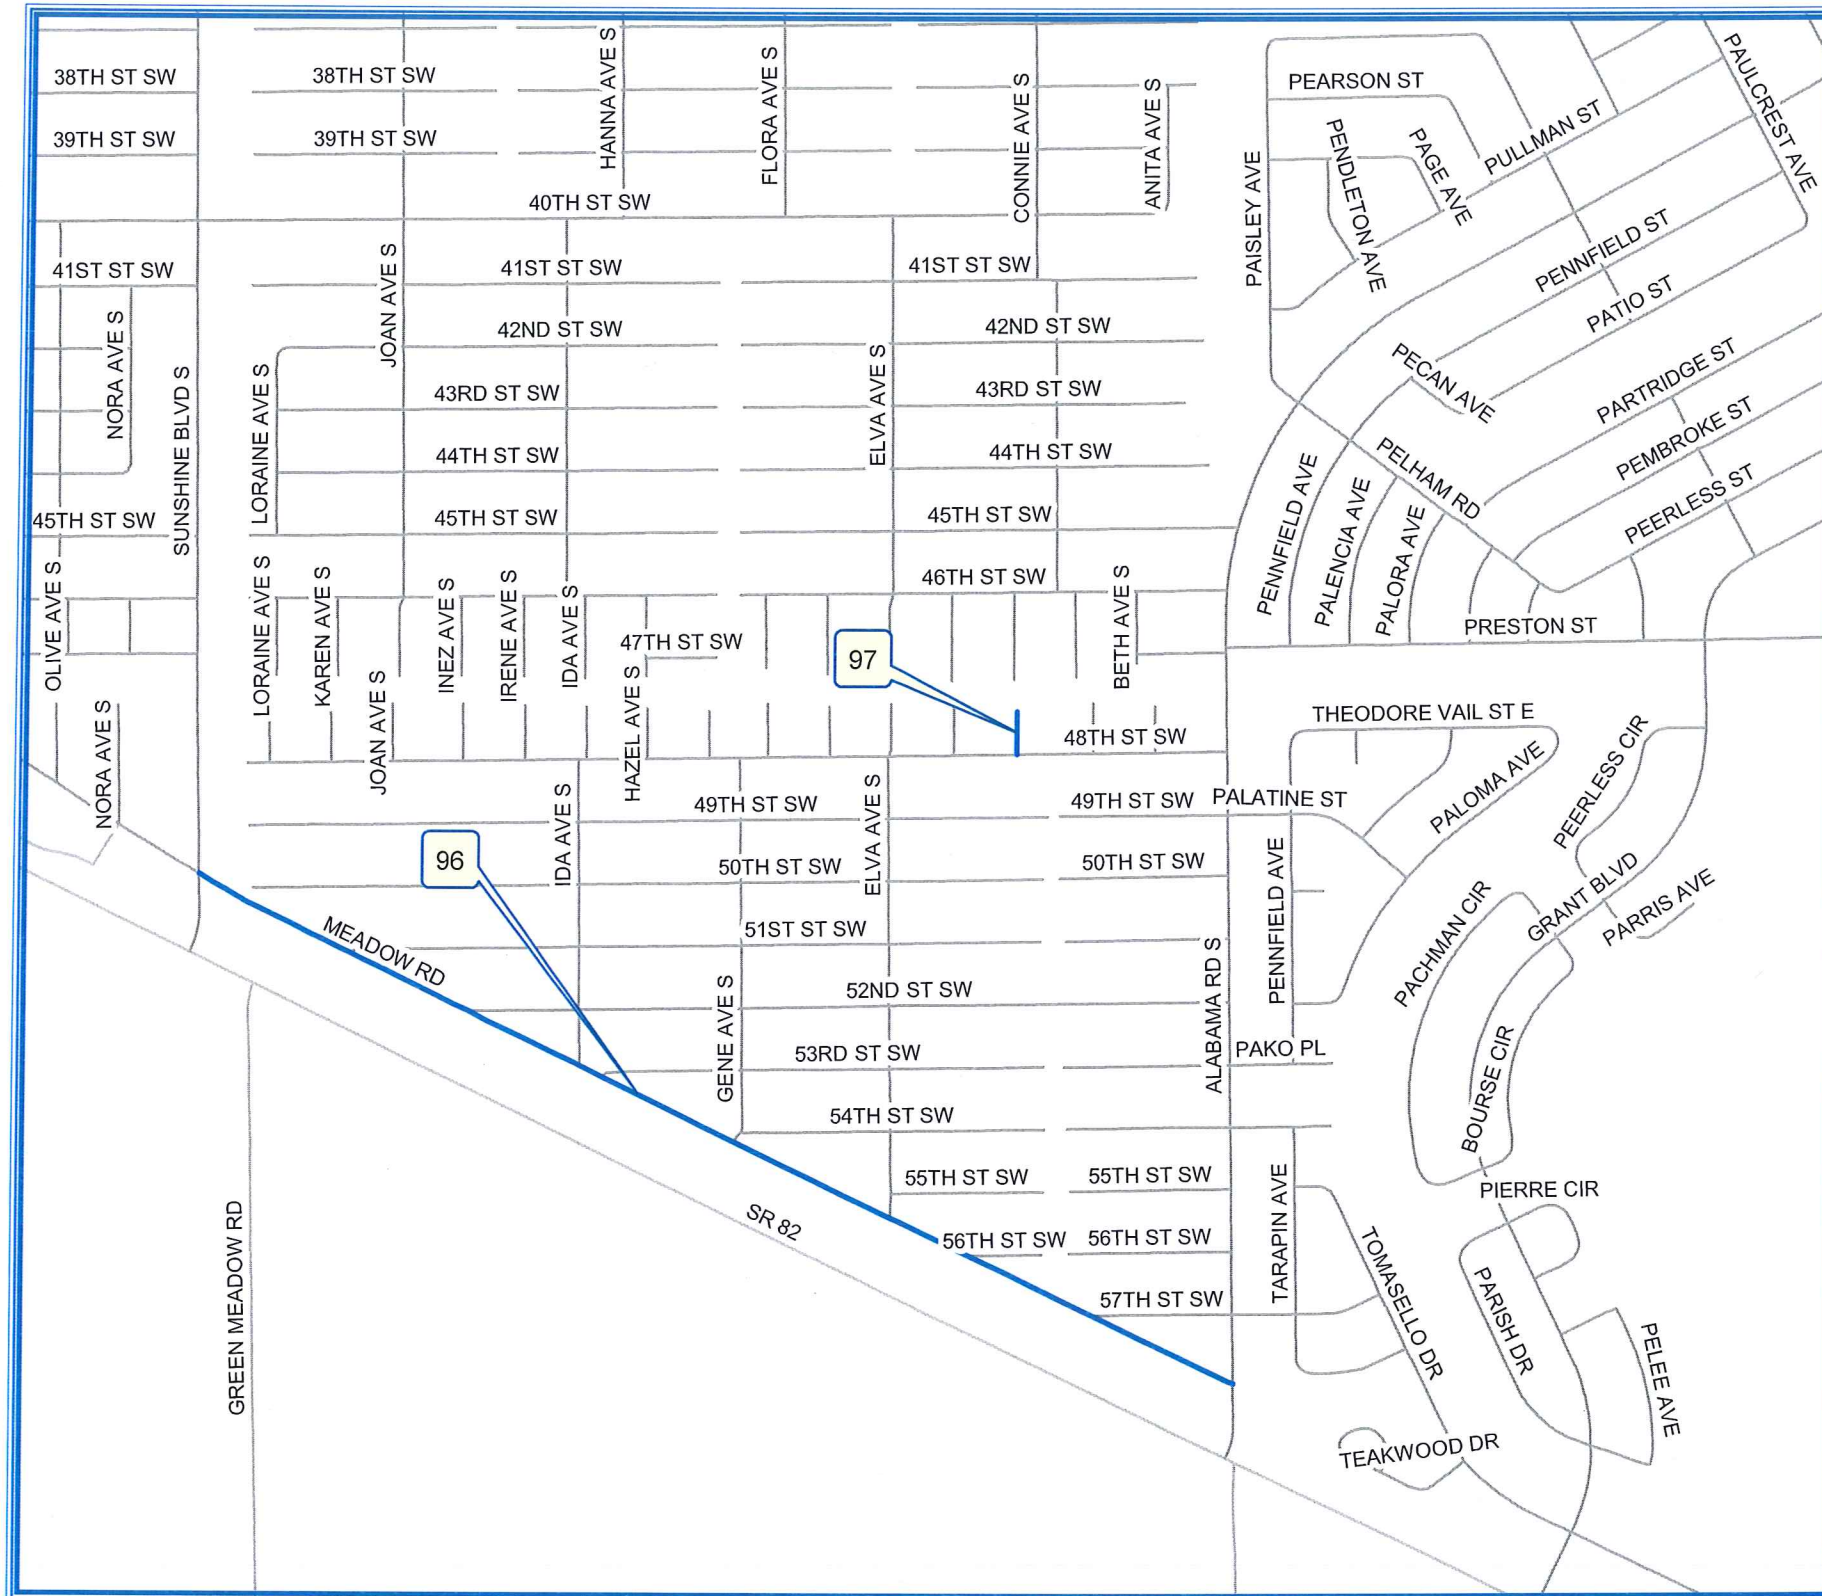 38TH ST SW
38TH ST SW
HANNA AVE S
FLORA AVE S
CONNIE AVE S
ANITA AVE S
PEARSON ST
PAULCREST AVE
39TH ST SW
39TH ST SW
PENDLETON AVE
PAGE AVE
PULLMAN ST
PAISLEY AVE
40TH ST SW
41ST ST SW
JOAN AVE S
41ST ST SW
41ST ST SW
PENNFIELD ST
PATIO ST
NORA AVE S
SUNSHINE BLVD S
LORAINE AVE S
42ND ST SW
ELVA AVE S
42ND ST SW
PECAN AVE
PARTRIDGE ST
43RD ST SW
43RD ST SW
PEMBROKE ST
44TH ST SW
44TH ST SW
PELHAM RD
PEERLESS ST
45TH ST SW
45TH ST SW
45TH ST SW
PENNFIELD AVE
PALENCIA AVE
PALORA AVE
OLIVE AVE S
LORAINE AVE S
KAREN AVE S
INEZ AVE S
IRENE AVE S
IDA AVE S
46TH ST SW
BETH AVE S
47TH ST SW
PRESTON ST
97
NORA AVE S
JOAN AVE S
HAZEL AVE S
48TH ST SW
THEODORE VAIL ST E
PALOMA AVE
PEERLESS CIR
96
IDA AVE S
49TH ST SW
ELVA AVE S
49TH ST SW
PALATINE ST
50TH ST SW
50TH ST SW
PENNFIELD AVE
PACHMAN CIR
GRANT BLVD
PARRIS AVE
MEADOW RD
51ST ST SW
ALABAMA RD S
GENE AVE S
52ND ST SW
53RD ST SW
PAKO PL
BOURSE CIR
54TH ST SW
55TH ST SW
55TH ST SW
TARAPIN AVE
PIERRE CIR
GREEN MEADOW RD
SR 82
56TH ST SW
56TH ST SW
TOMASELLO DR
PARISH DR
57TH ST SW
PELEE AVE
TEAKWOOD DR